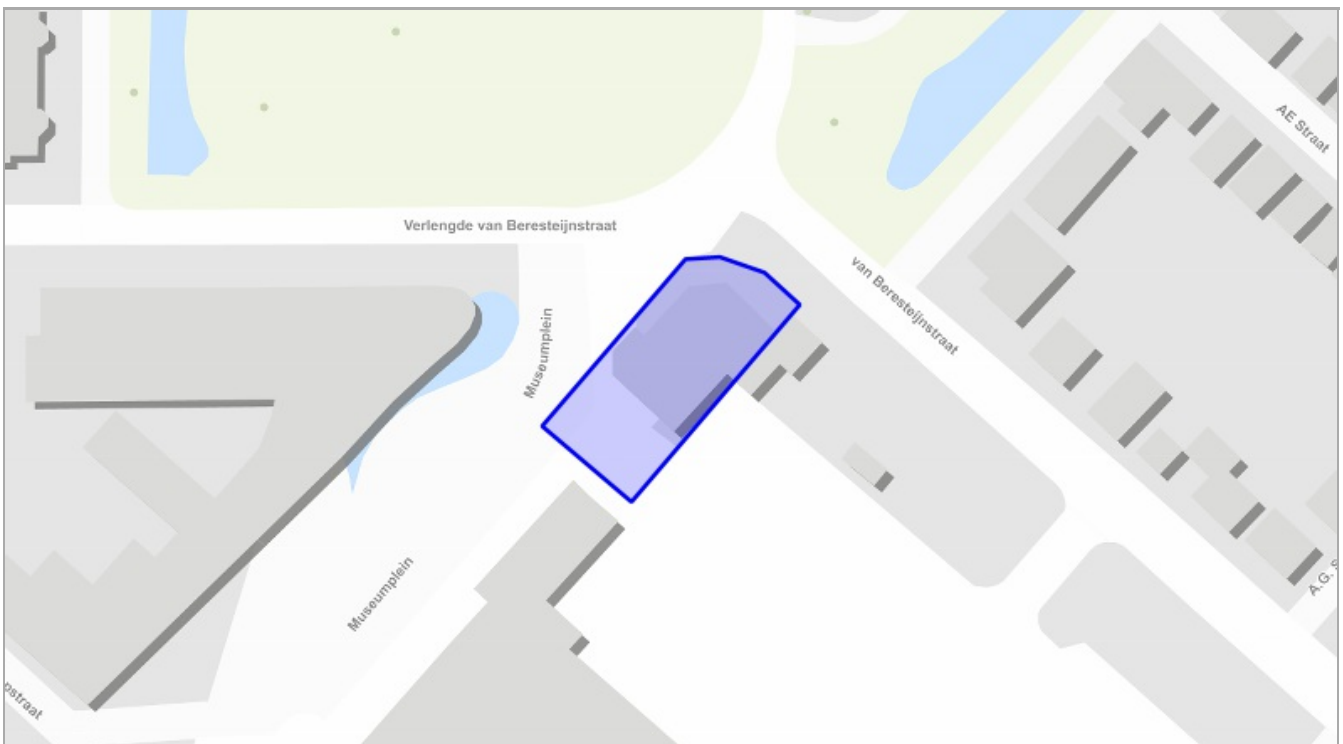 AE Straat
Verlengde van Beresteijnstraat
van Beresteijnstraat
Museumplein
Museumplein
A.G.